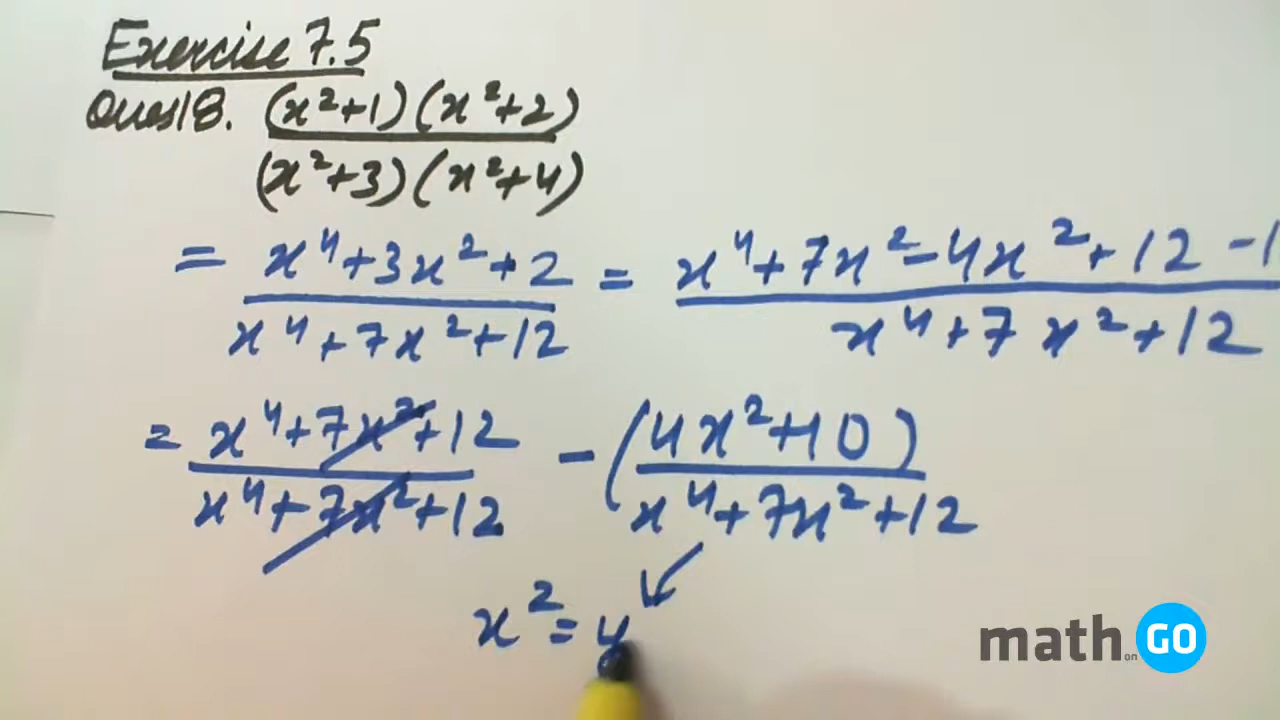 Exercise 7.5
Ques18. (x²+1)(x²+2)
(x²+3)(x²+4)
= x⁴+3x²+2 = x⁴+7x²-4x²+12-1
x⁴+7x²+12 x⁴+7x²+12
= x⁴+7x²+12 - (4x²+10)
x⁴+7x²+12 x⁴+7x²+12
x²=y
math on GO